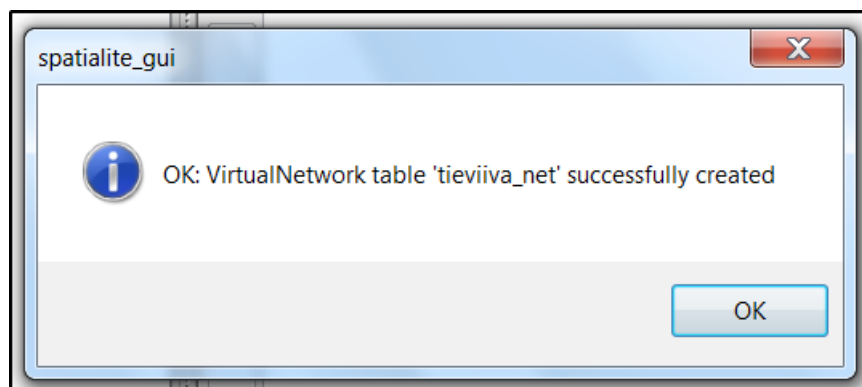 spatialite_gui
OK: VirtualNetwork table 'tieviiva_net' successfully created
OK